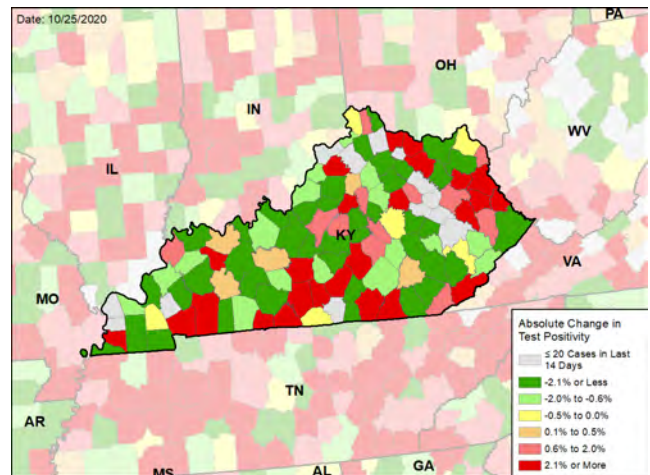 Date: 10/25/2020
PA
OH
IN
WV
IL
KY
VA
MO
TN
AR
MS
AL
GA
Absolute Change in
Test Positivity
≤ 20 Cases in Last
14 Days
-2.1% or Less
-2.0% to -0.6%
-0.5% to 0.0%
0.1% to 0.5%
0.6% to 2.0%
2.1% or More